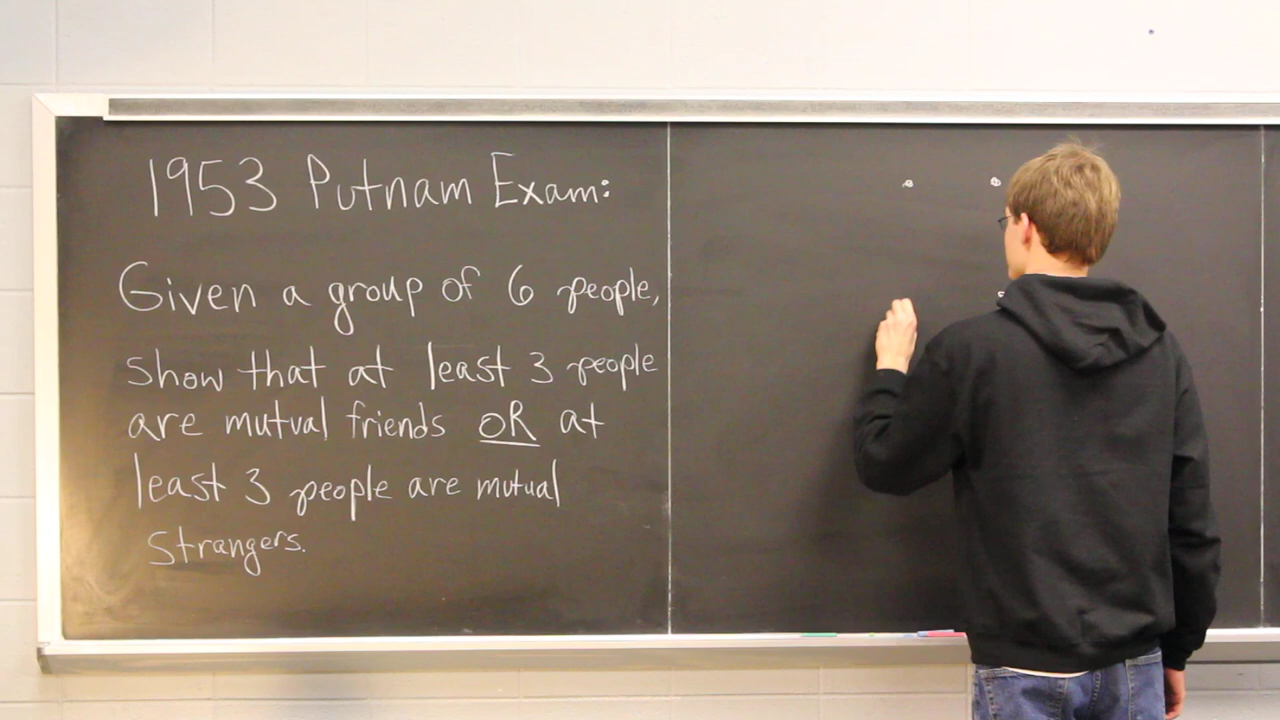 1953 Putnam Exam:
Given a group of 6 people,
show that at least 3 people
are mutual friends OR at
least 3 people are mutual
strangers.